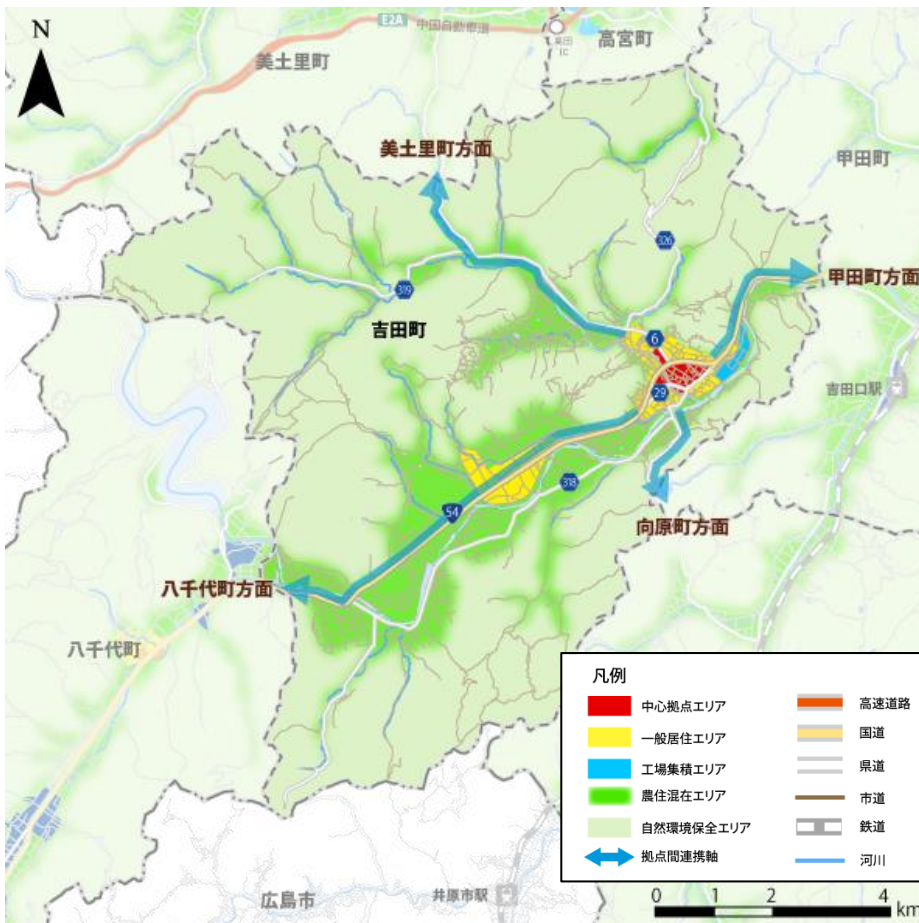 N
E2A
中国自動車道
高田
IC
高宮町
美土里町
美土里町方面
甲田町
326
甲田町方面
319
吉田町
6
29
吉田口駅
318
54
向原町方面
八千代町方面
八千代町
凡例
中心拠点エリア
一般居住エリア
工場集積エリア
農住混在エリア
自然環境保全エリア
拠点間連携軸
高速道路
国道
県道
市道
鉄道
河川
広島市
井原市駅
0 1 2 4
km